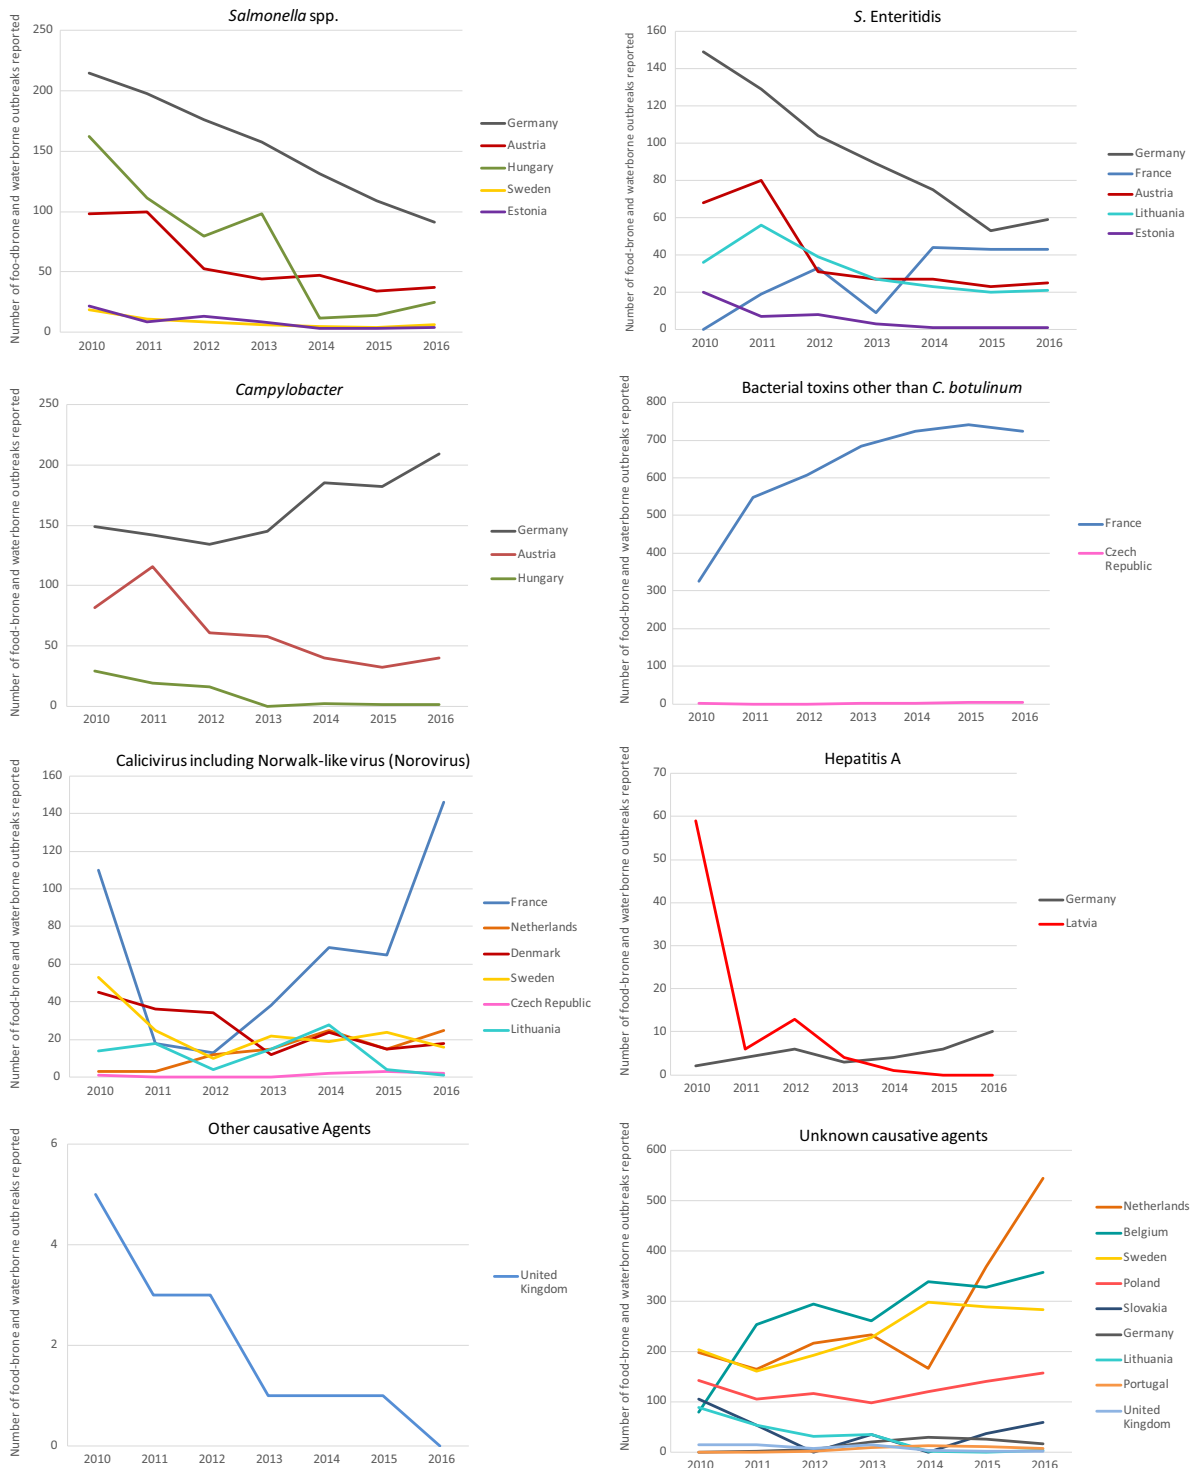 Salmonella spp.
Number of foo-dbrone and waterborne outbreaks reported
250
200
150
100
50
0
2010 2011 2012 2013 2014 2015 2016
Germany
Austria
Hungary
Sweden
Estonia
S. Enteritidis
Number of food-brone and waterborne outbreaks reported
160
140
120
100
80
60
40
20
0
2010 2011 2012 2013 2014 2015 2016
Germany
France
Austria
Lithuania
Estonia
Campylobacter
Number of food-brone and waterborne outbreaks reported
250
200
150
100
50
0
2010 2011 2012 2013 2014 2015 2016
Germany
Austria
Hungary
Bacterial toxins other than C. botulinum
Number of food-brone and waterborne outbreaks reported
800
700
600
500
400
300
200
100
0
2010 2011 2012 2013 2014 2015 2016
France
Czech
Republic
Calicivirus including Norwalk-like virus (Norovirus)
Number of food-brone and waterborne outbreaks reported
160
140
120
100
80
60
40
20
0
2010 2011 2012 2013 2014 2015 2016
France
Netherlands
Denmark
Sweden
Czech Republic
Lithuania
Hepatitis A
Number of food-brone and waterborne outbreaks reported
70
60
50
40
30
20
10
0
2010 2011 2012 2013 2014 2015 2016
Germany
Latvia
Other causative Agents
Number of food-brone and waterborne outbreaks reported
6
4
2
0
2010 2011 2012 2013 2014 2015 2016
United
Kingdom
Unknown causative agents
Number of food-brone and waterborne outbreaks reported
600
500
400
300
200
100
0
2010 2011 2012 2013 2014 2015 2016
Netherlands
Belgium
Sweden
Poland
Slovakia
Germany
Lithuania
Portugal
United
Kingdom